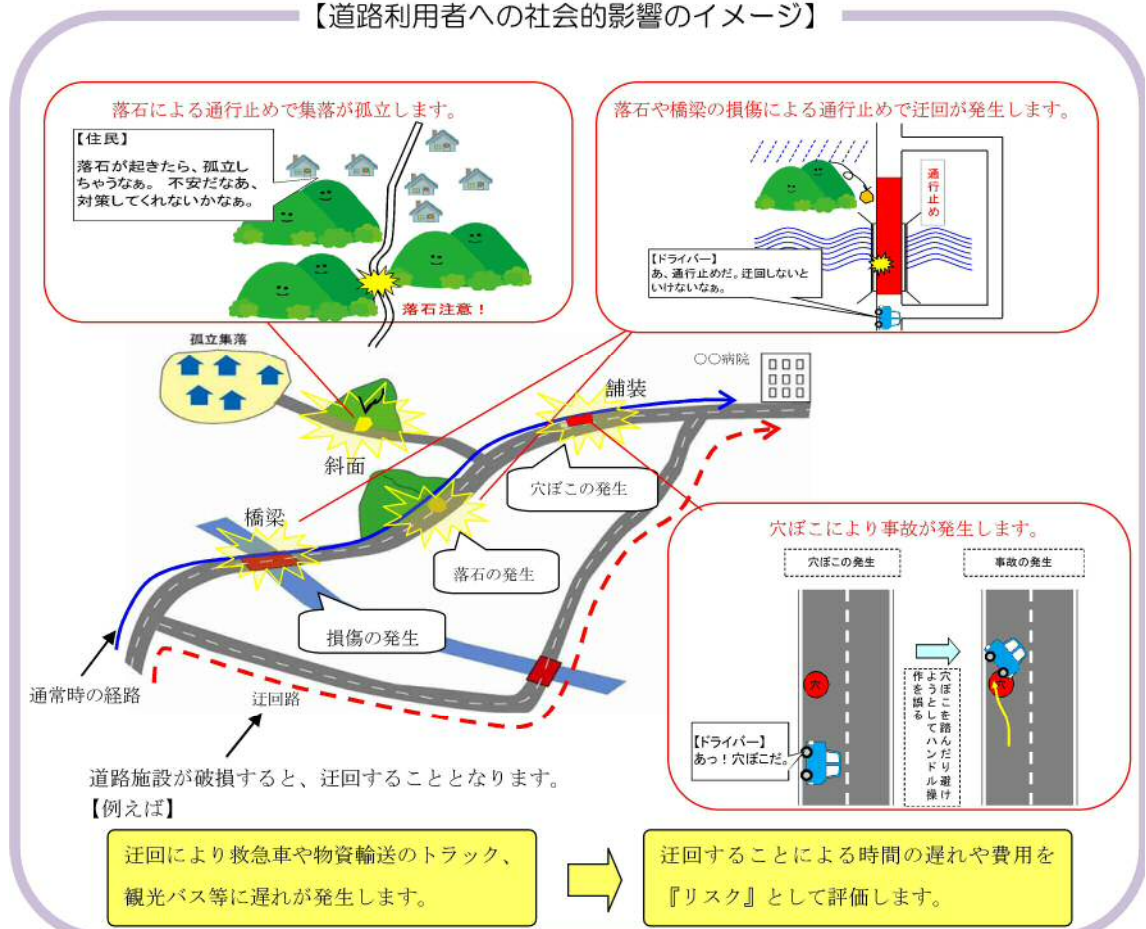 【道路利用者への社会的影響のイメージ】
落石による通行止めで集落が孤立します。
【住民】
落石が起きたら、孤立し
ちゃうなぁ。 不安だなあ、
対策してくれないかなぁ。
落石注意！
落石や橋梁の損傷による通行止めで迂回が発生します。
通行止め
【ドライバー】
あ、通行止めだ。迂回しないと
いけないなぁ。
孤立集落
〇〇病院
舗装
斜面
穴ぼこの発生
橋梁
落石の発生
損傷の発生
通常時の経路
迂回路
穴ぼこにより事故が発生します。
穴ぼこの発生
事故の発生
穴
穴
【ドライバー】
あっ！穴ぼこだ。
穴ぼこを踏んだり避け
ようとしてハンドル操
作を誤る
道路施設が破損すると、迂回することとなります。
【例えば】
迂回により救急車や物資輸送のトラック、
観光バス等に遅れが発生します。
迂回することによる時間の遅れや費用を
『リスク』として評価します。